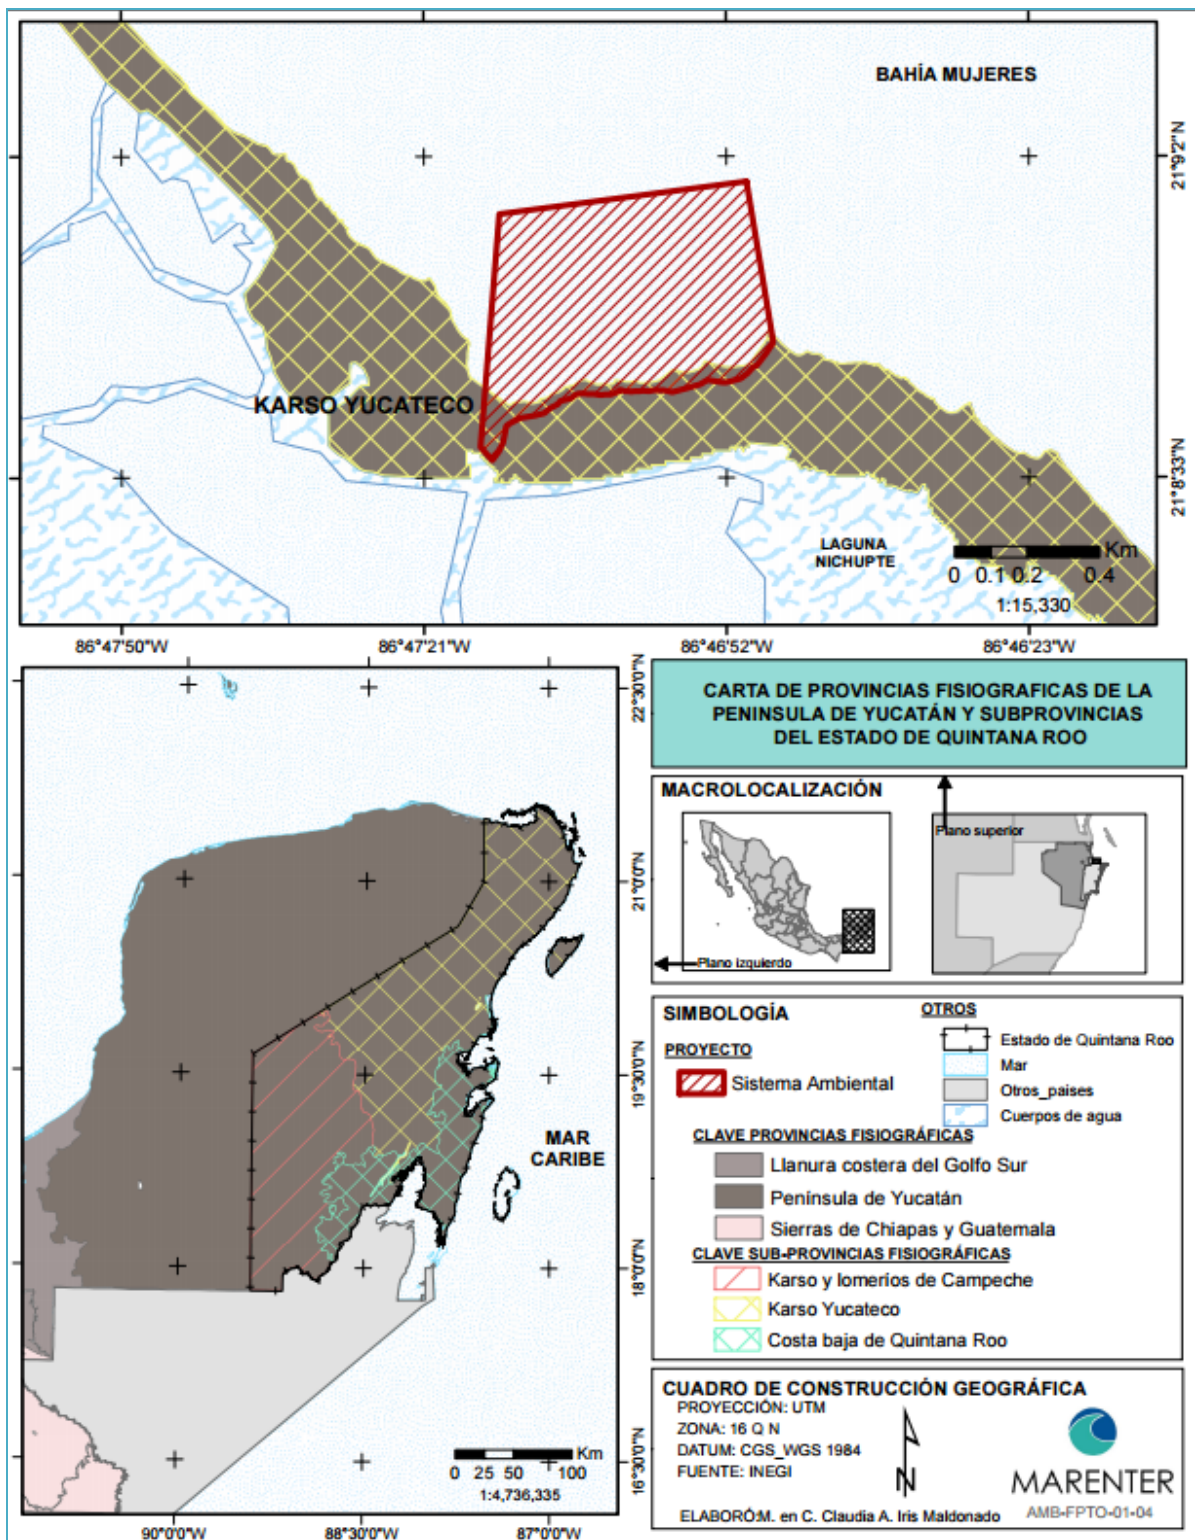 BAHÍA MUJERES
KARSO YUCATECO
LAGUNA
NICHUPTE
Km
0 0.1 0.2 0.4
1:15,330
21°9'2"N
21°8'33"N
86°47'50"W 86°47'21"W 86°46'52"W 86°46'23"W
MAR
CARIBE
Km
0 25 50 100
1:4,736,335
22°30'0"N
21°0'0"N
19°30'0"N
18°0'0"N
16°30'0"N
90°0'0"W 88°30'0"W 87°0'0"W
CARTA DE PROVINCIAS FISIOGRAFICAS DE LA
PENINSULA DE YUCATÁN Y SUBPROVINCIAS
DEL ESTADO DE QUINTANA ROO
MACROLOCALIZACIÓN
Plano superior
Plano izquierdo
SIMBOLOGÍA
PROYECTO
Sistema Ambiental
OTROS
Estado de Quintana Roo
Mar
Otros_paises
Cuerpos de agua
CLAVE PROVINCIAS FISIOGRÁFICAS
Llanura costera del Golfo Sur
Península de Yucatán
Sierras de Chiapas y Guatemala
CLAVE SUB-PROVINCIAS FISIOGRÁFICAS
Karso y lomeríos de Campeche
Karso Yucateco
Costa baja de Quintana Roo
CUADRO DE CONSTRUCCIÓN GEOGRÁFICA
PROYECCIÓN: UTM
ZONA: 16 Q N
DATUM: CGS_WGS 1984
FUENTE: INEGI
ELABORÓ:M. en C. Claudia A. Iris Maldonado
N
MARENTER
AMB-FPTO-01-04